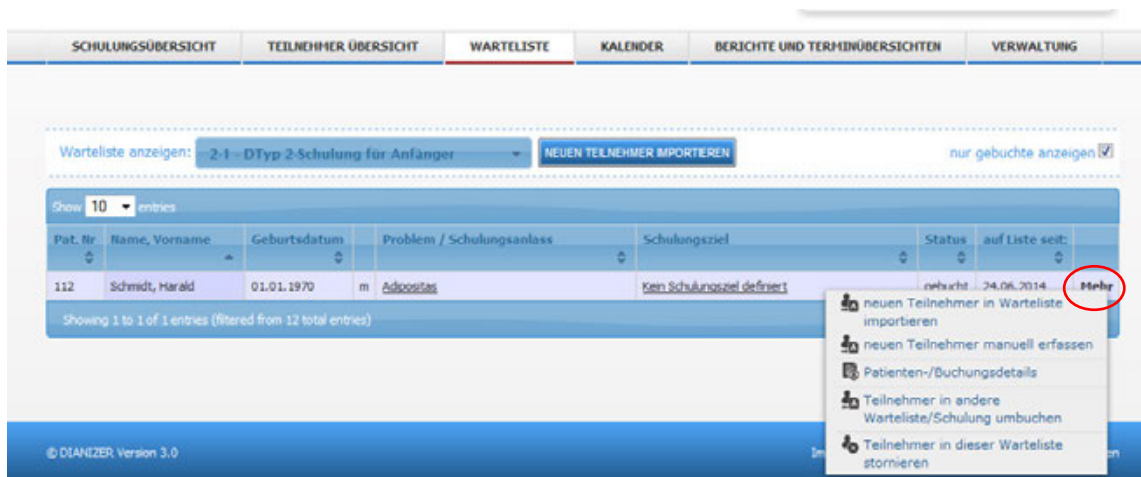 SCHULUNGSÜBERSICHT TEILNEHMER ÜBERSICHT WARTELISTE KALENDER BERICHTE UND TERMINÜBERSICHTEN VERWALTUNG
Warteliste anzeigen: 2-1 - DTyp 2-Schulung für Anfänger NEUEN TEILNEHMER IMPORTIEREN nur gebuchte anzeigen
Show 10 entries
Pat. Nr Name, Vorname Geburtsdatum Problem / Schulungsanlass Schulungsziel Status auf Liste seit:
112 Schmidt, Harald 01.01.1970 m Adipositas Kein Schulungsziel definiert gebucht 24.06.2014 Mehr
Showing 1 to 1 of 1 entries (filtered from 12 total entries)
neuen Teilnehmer in Warteliste
importieren
neuen Teilnehmer manuell erfassen
Patienten-/Buchungsdetails
Teilnehmer in andere
Warteliste/Schulung umbuchen
Teilnehmer in dieser Warteliste
stornieren
© DIANIZER Version 3.0